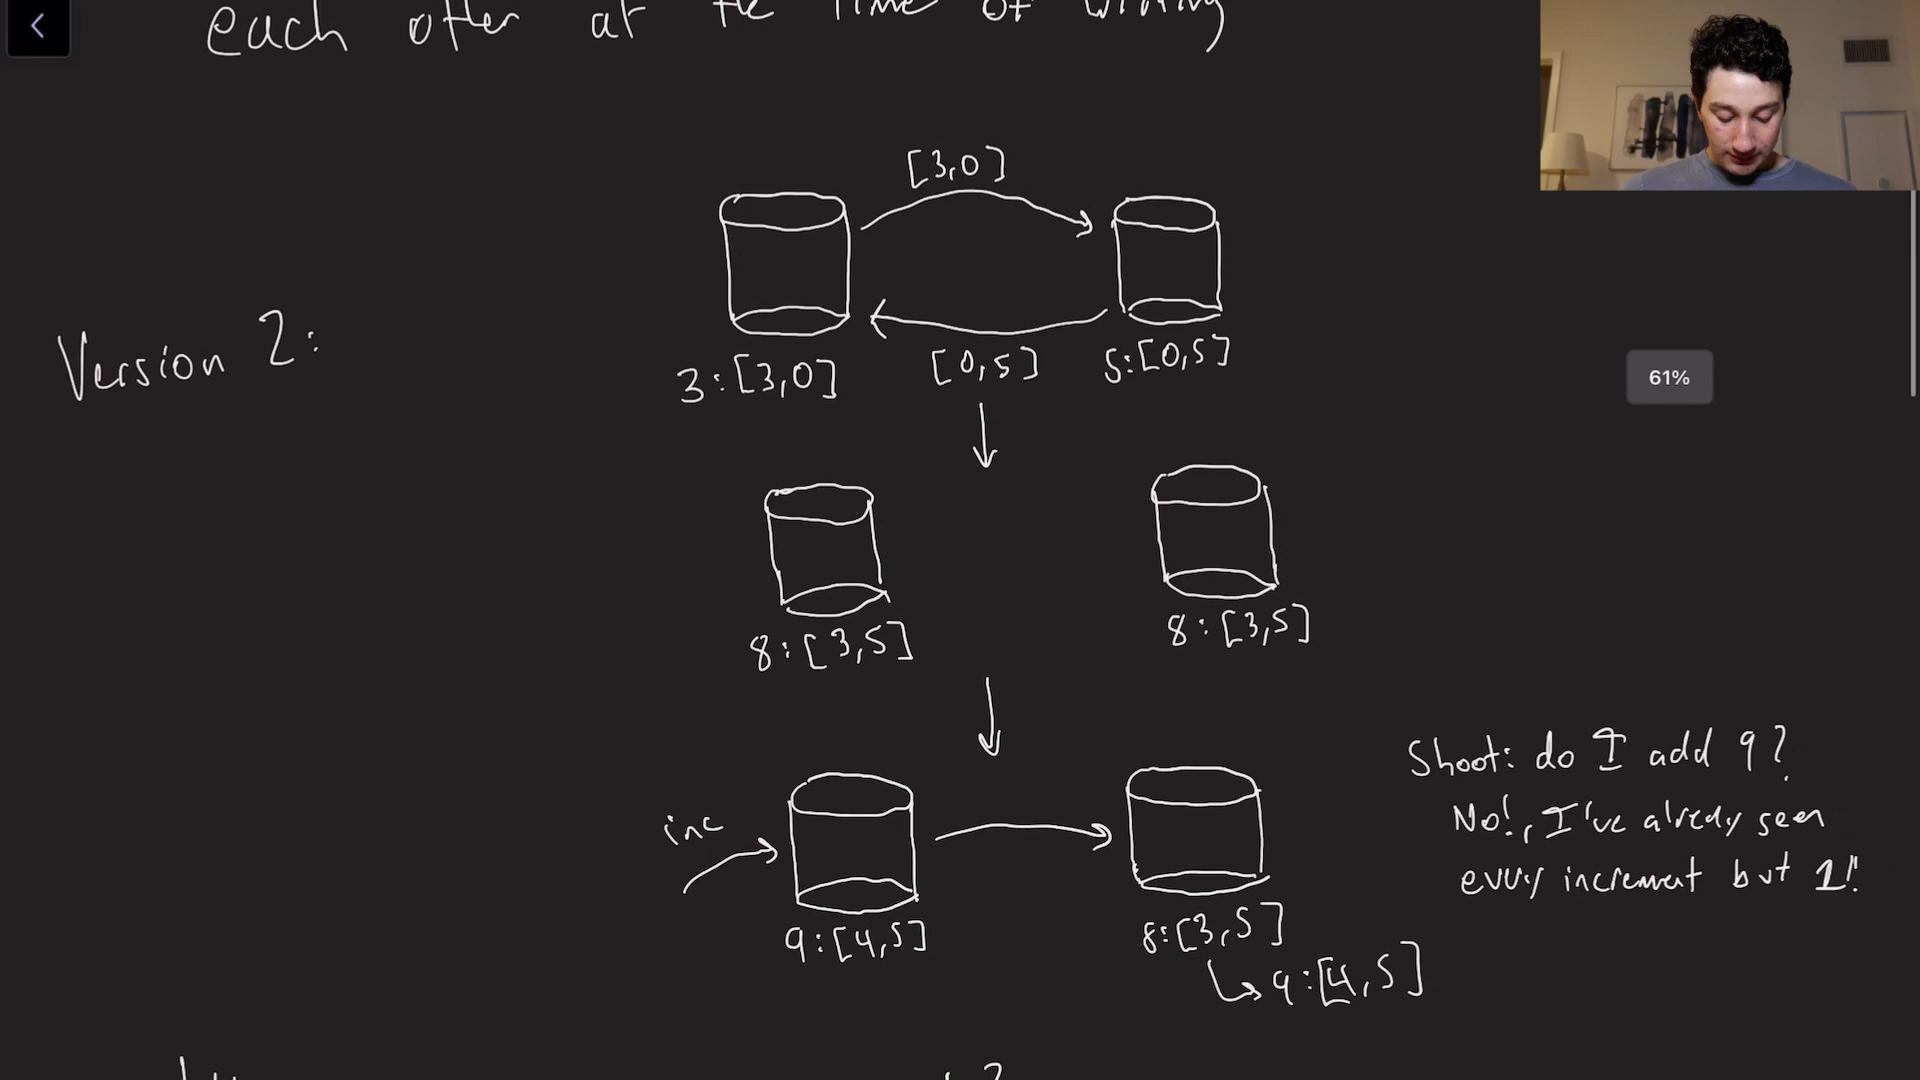 each other at the time of writing
[3,0]
Version 2:
3:[3,0]
[0,5]
5:[0,5]
61%
8:[3,5]
8:[3,5]
Shoot: do I add 9?
inc
No!, I've already seen
every increment but 1!
9:[4,5]
8:[3,5]
9:[4,5]